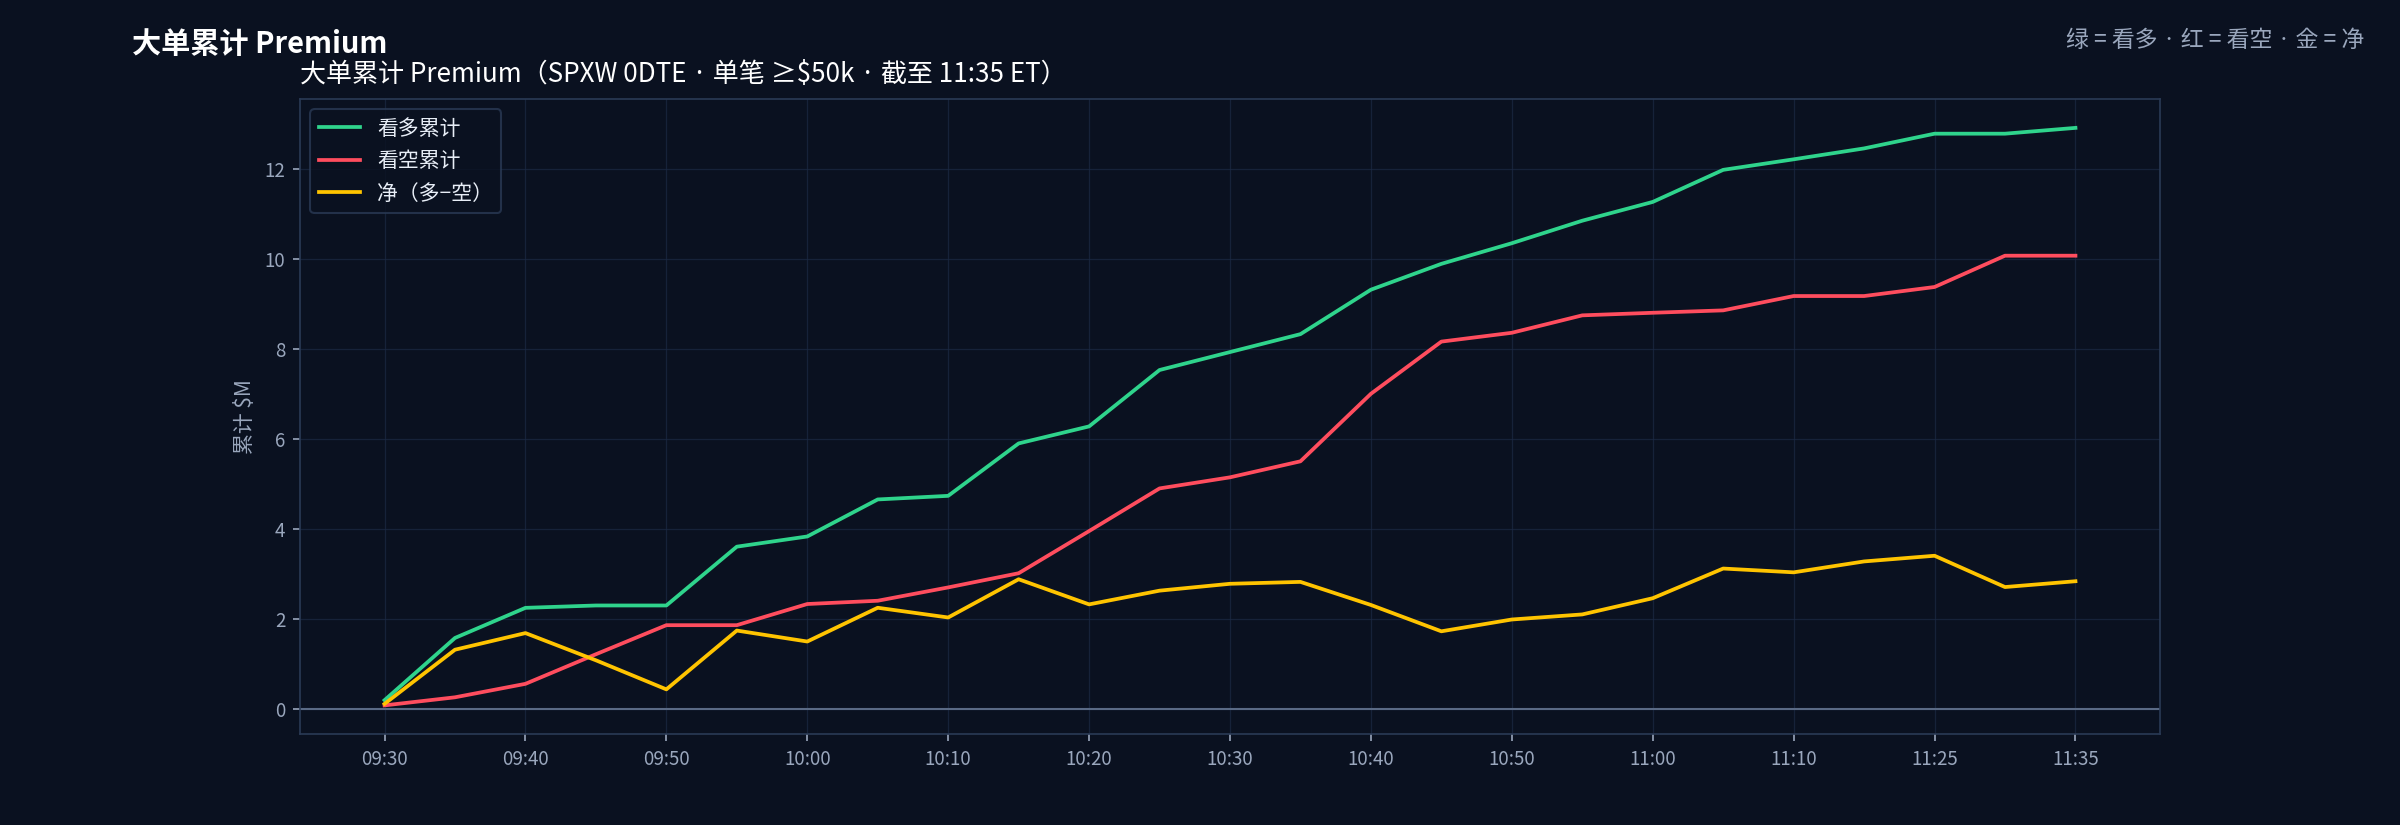 大单累计 Premium
绿 = 看多 · 红 = 看空 · 金 = 净
大单累计 Premium（SPXW 0DTE · 单笔 ≥$50k · 截至 11:35 ET）
看多累计
看空累计
净（多−空）
累计 $M
12
10
8
6
4
2
0
09:30 09:40 09:50 10:00 10:10 10:20 10:30 10:40 10:50 11:00 11:10 11:25 11:35